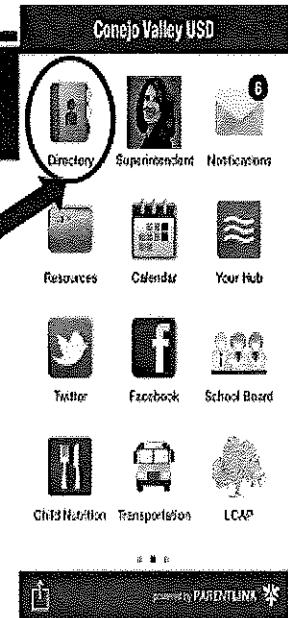 Conejo Valley USD
6
Directory Superintendent Notifications
Resources Calendar Your Hub
Twitter Facebook School Board
Child Nutrition Transportation LCAP
powered by PARENTLINK